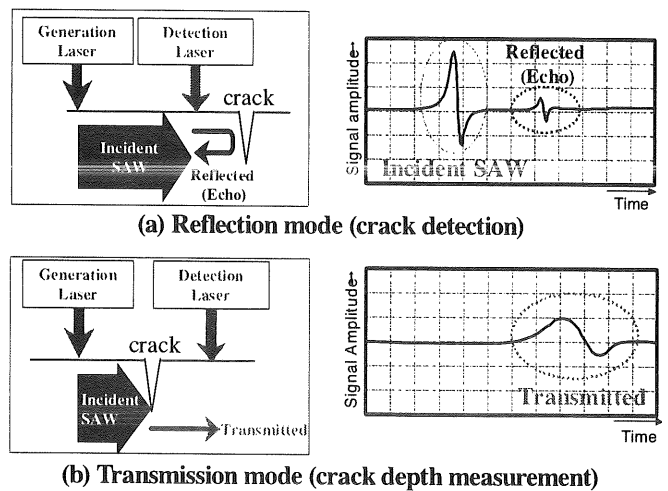 Generation
Laser
Detection
Laser
crack
Incident
SAW
Reflected
(Echo)
Signal amplitude→
Reflected
(Echo)
Incident SAW
Time
(a) Reflection mode (crack detection)
Generation
Laser
Detection
Laser
crack
Incident
SAW
Transmitted
Signal Amplitude→
Transmitted
Time
(b) Transmission mode (crack depth measurement)